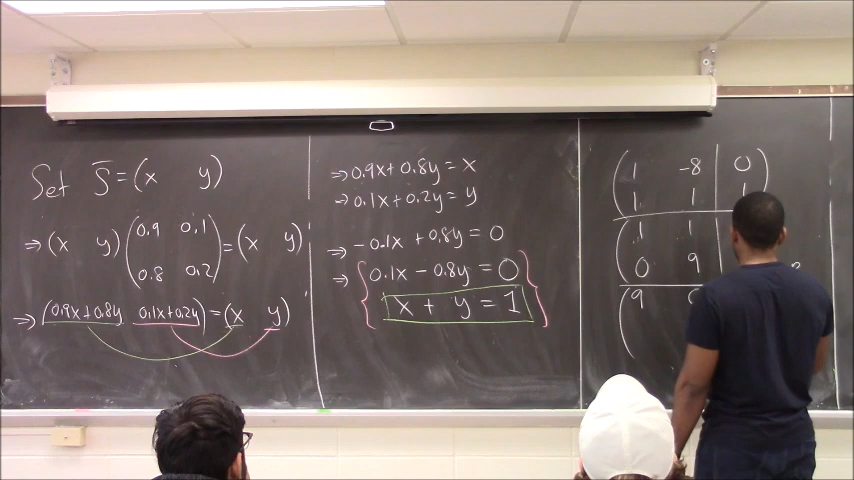 Set S̄ = (x y)
⇒ (x y) (0.9 0.1
0.8 0.2) = (x y)
⇒ (0.9x+0.8y 0.1x+0.2y) = (x y)
⇒ 0.9x + 0.8y = x
→ 0.1x + 0.2y = y
⇒ -0.1x + 0.8y = 0
⇒ { 0.1x - 0.8y = 0
x + y = 1 }
( 1 -8 | 0 )
1 1 | 1
( 1 1
0 9
( 9